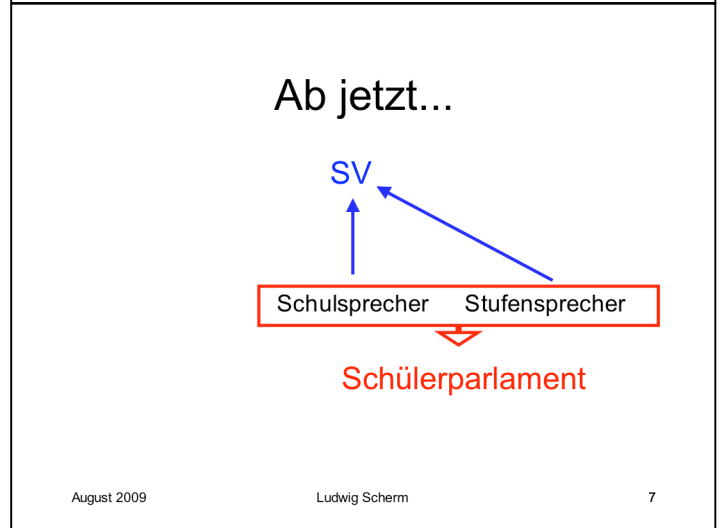 Ab jetzt...
SV
Schulsprecher Stufensprecher
Schülerparlament
August 2009 Ludwig Scherm 7